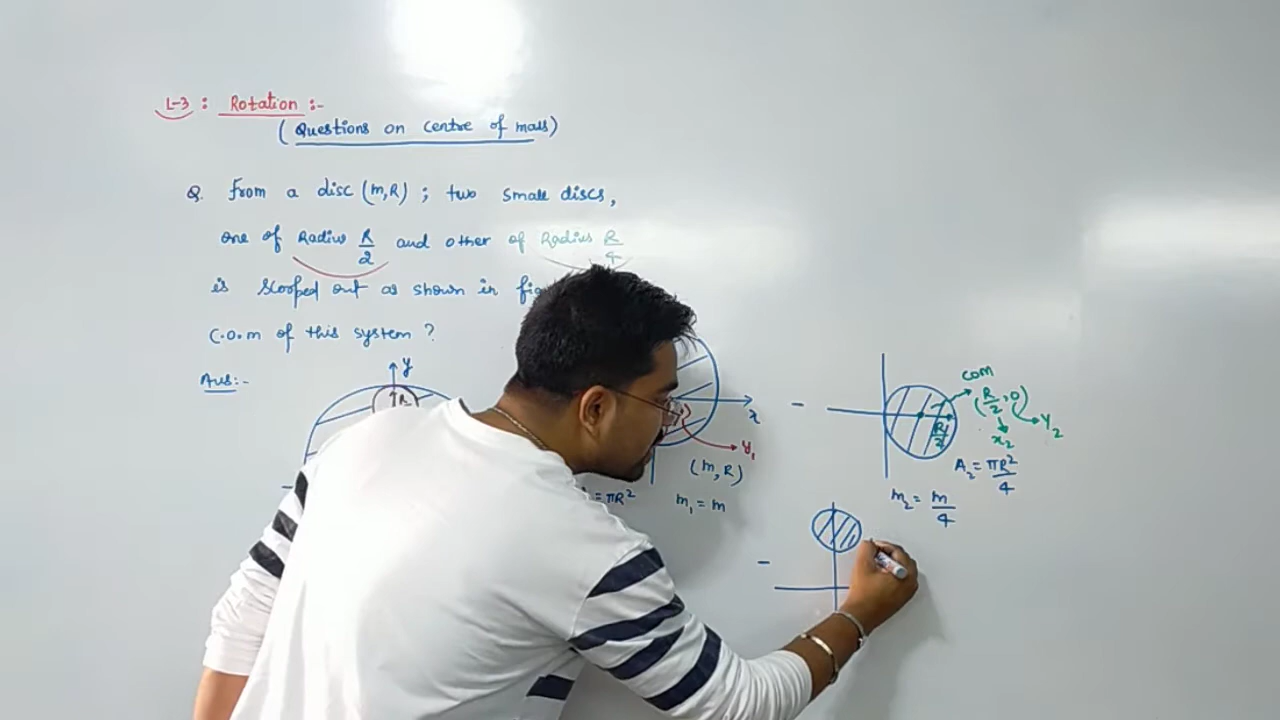 L-3 : Rotation :-
(Questions on centre of mass)
Q. from a disc (m,R) ; two small discs,
one of Radius R/2 and other of Radius R/4
is scooped out as shown in
C.O.m of this system ?
Ans:-
y
R
x
y₁
(m, R)
= πR²
m₁ = m
-
com
(R/2, 0)
x₂
y₂
A₂ = πR²/4
m₂ = m/4
-